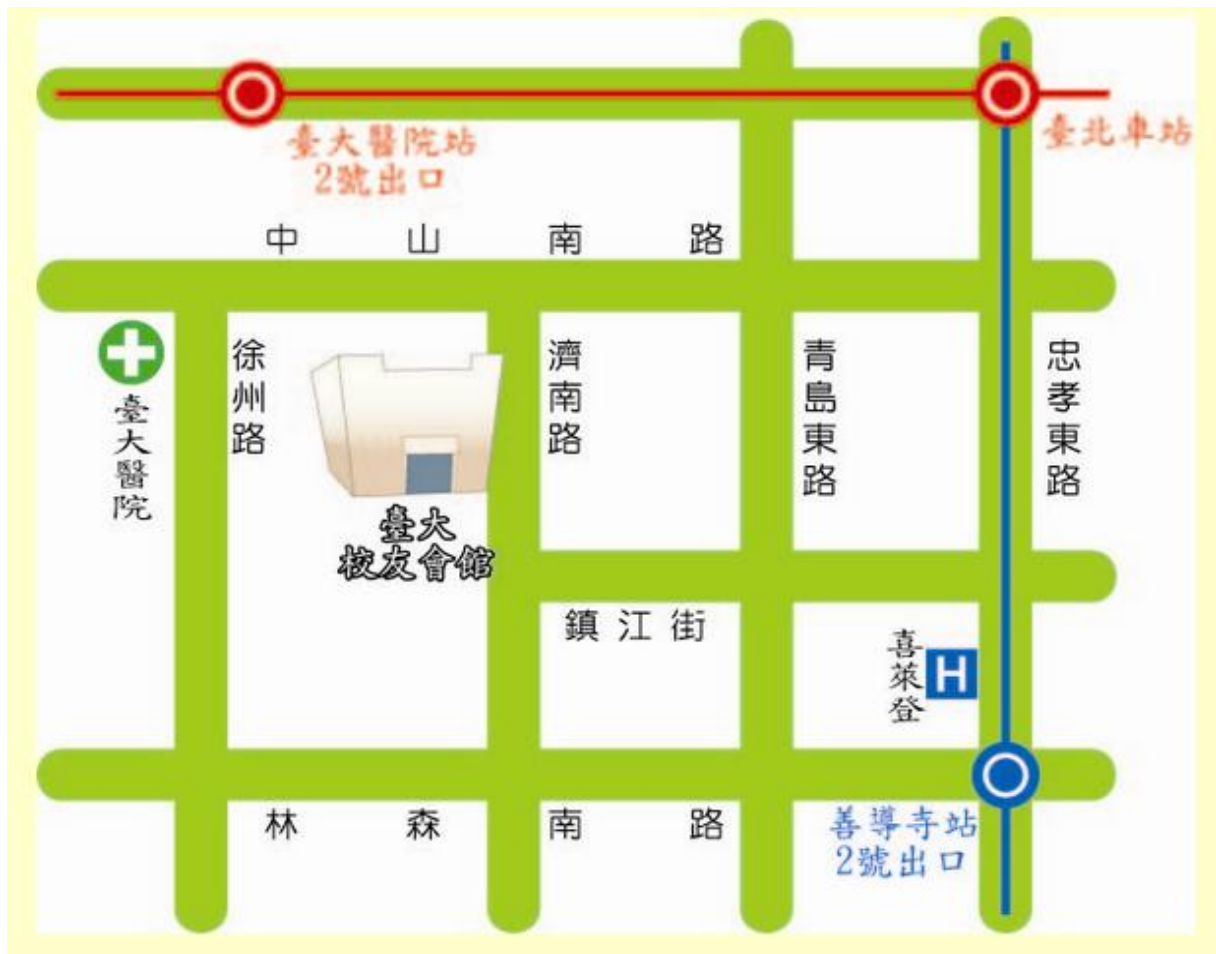 臺大醫院站
2號出口
臺北車站
中山南路
徐州路
濟南路
青島東路
忠孝東路
臺大醫院
臺大
校友會館
鎮江街
喜萊登
H
林森南路
善導寺站
2號出口